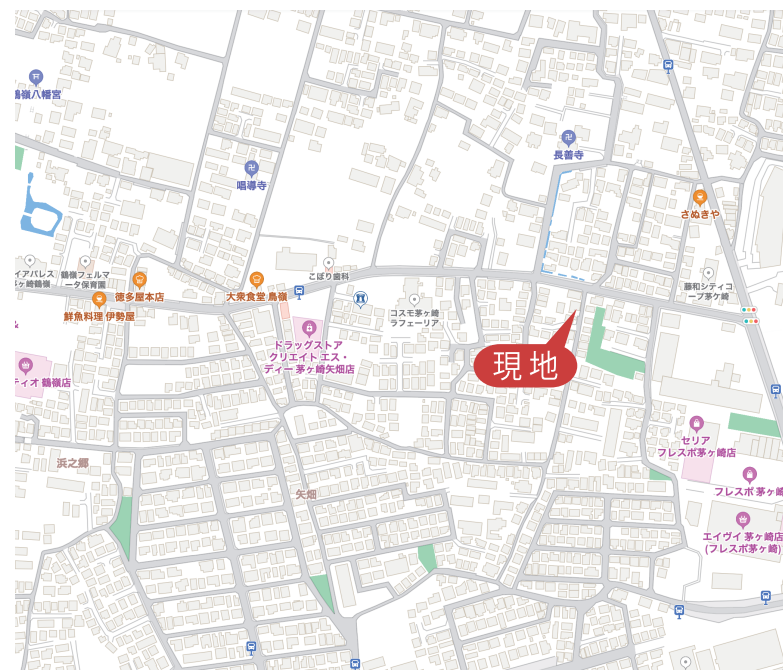 鶴嶺八幡宮
長善寺
唱導寺
さぬきや
イアパレス
ヶ崎鶴嶺
鶴嶺フェルマ
ータ保育園
徳多屋本店
鮮魚料理 伊勢屋
大衆食堂 鳥嶺
こぼり歯科
コスモ茅ヶ崎
ラフェーリア
藤和シティコ
ープ茅ケ崎
ドラッグストア
クリエイト エス・
ディー 茅ヶ崎矢畑店
現地
ティオ 鶴嶺店
浜之郷
矢畑
セリア
フレスポ茅ヶ崎店
フレスポ 茅ヶ崎
エイヴイ 茅ヶ崎店
(フレスポ茅ヶ崎)